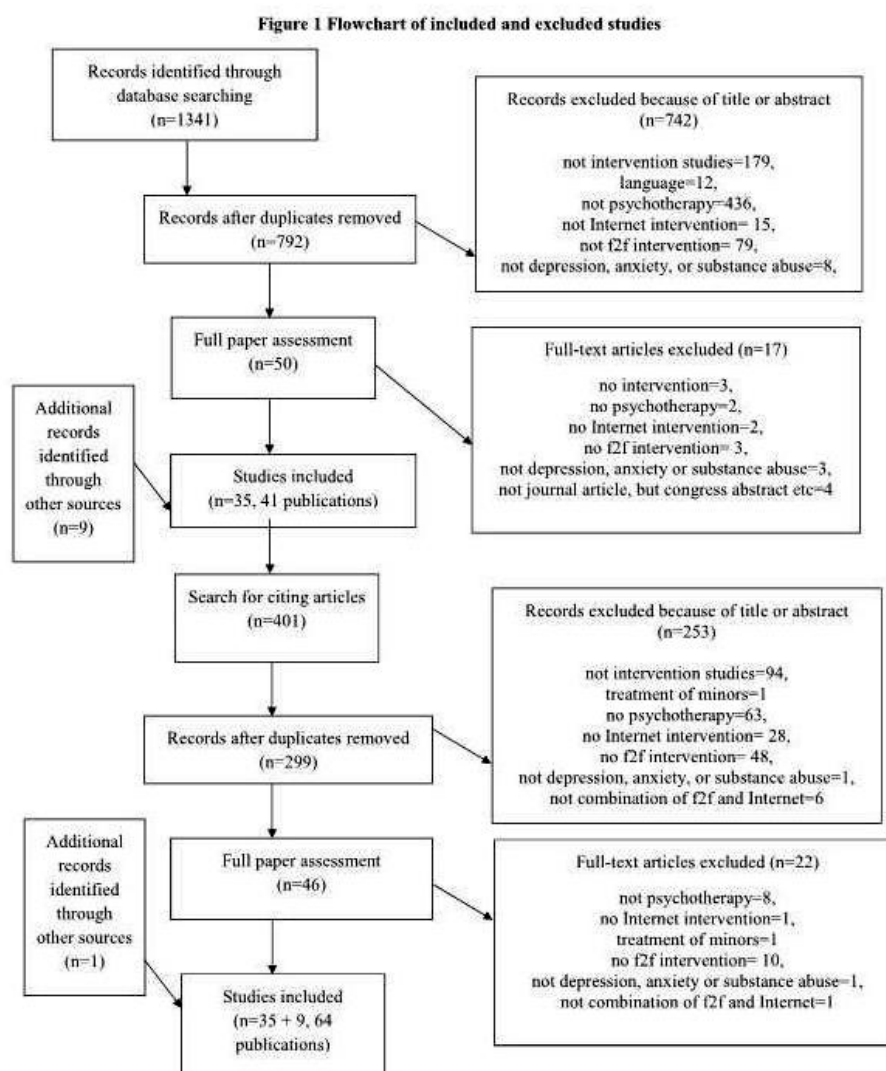 Figure 1 Flowchart of included and excluded studies
Records identified through
database searching
(n=1341)
Records excluded because of title or abstract
(n=742)
not intervention studies=179,
language=12,
not psychotherapy=436,
not Internet intervention= 15,
not f2f intervention= 79,
not depression, anxiety, or substance abuse=8,
Records after duplicates removed
(n=792)
Full paper assessment
(n=50)
Full-text articles excluded (n=17)
no intervention=3,
no psychotherapy=2,
no Internet intervention=2,
no f2f intervention= 3,
not depression, anxiety or substance abuse=3,
not journal article, but congress abstract etc=4
Additional
records
identified
through
other sources
(n=9)
Studies included
(n=35, 41 publications)
Search for citing articles
(n=401)
Records excluded because of title or abstract
(n=253)
not intervention studies=94,
treatment of minors=1
no psychotherapy=63,
no Internet intervention= 28,
no f2f intervention= 48,
not depression, anxiety, or substance abuse=1,
not combination of f2f and Internet=6
Records after duplicates removed
(n=299)
Additional
records
identified
through
other sources
(n=1)
Full paper assessment
(n=46)
Full-text articles excluded (n=22)
not psychotherapy=8,
no Internet intervention=1,
treatment of minors=1
no f2f intervention= 10,
not depression, anxiety or substance abuse=1,
not combination of f2f and Internet=1
Studies included
(n=35 + 9, 64
publications)